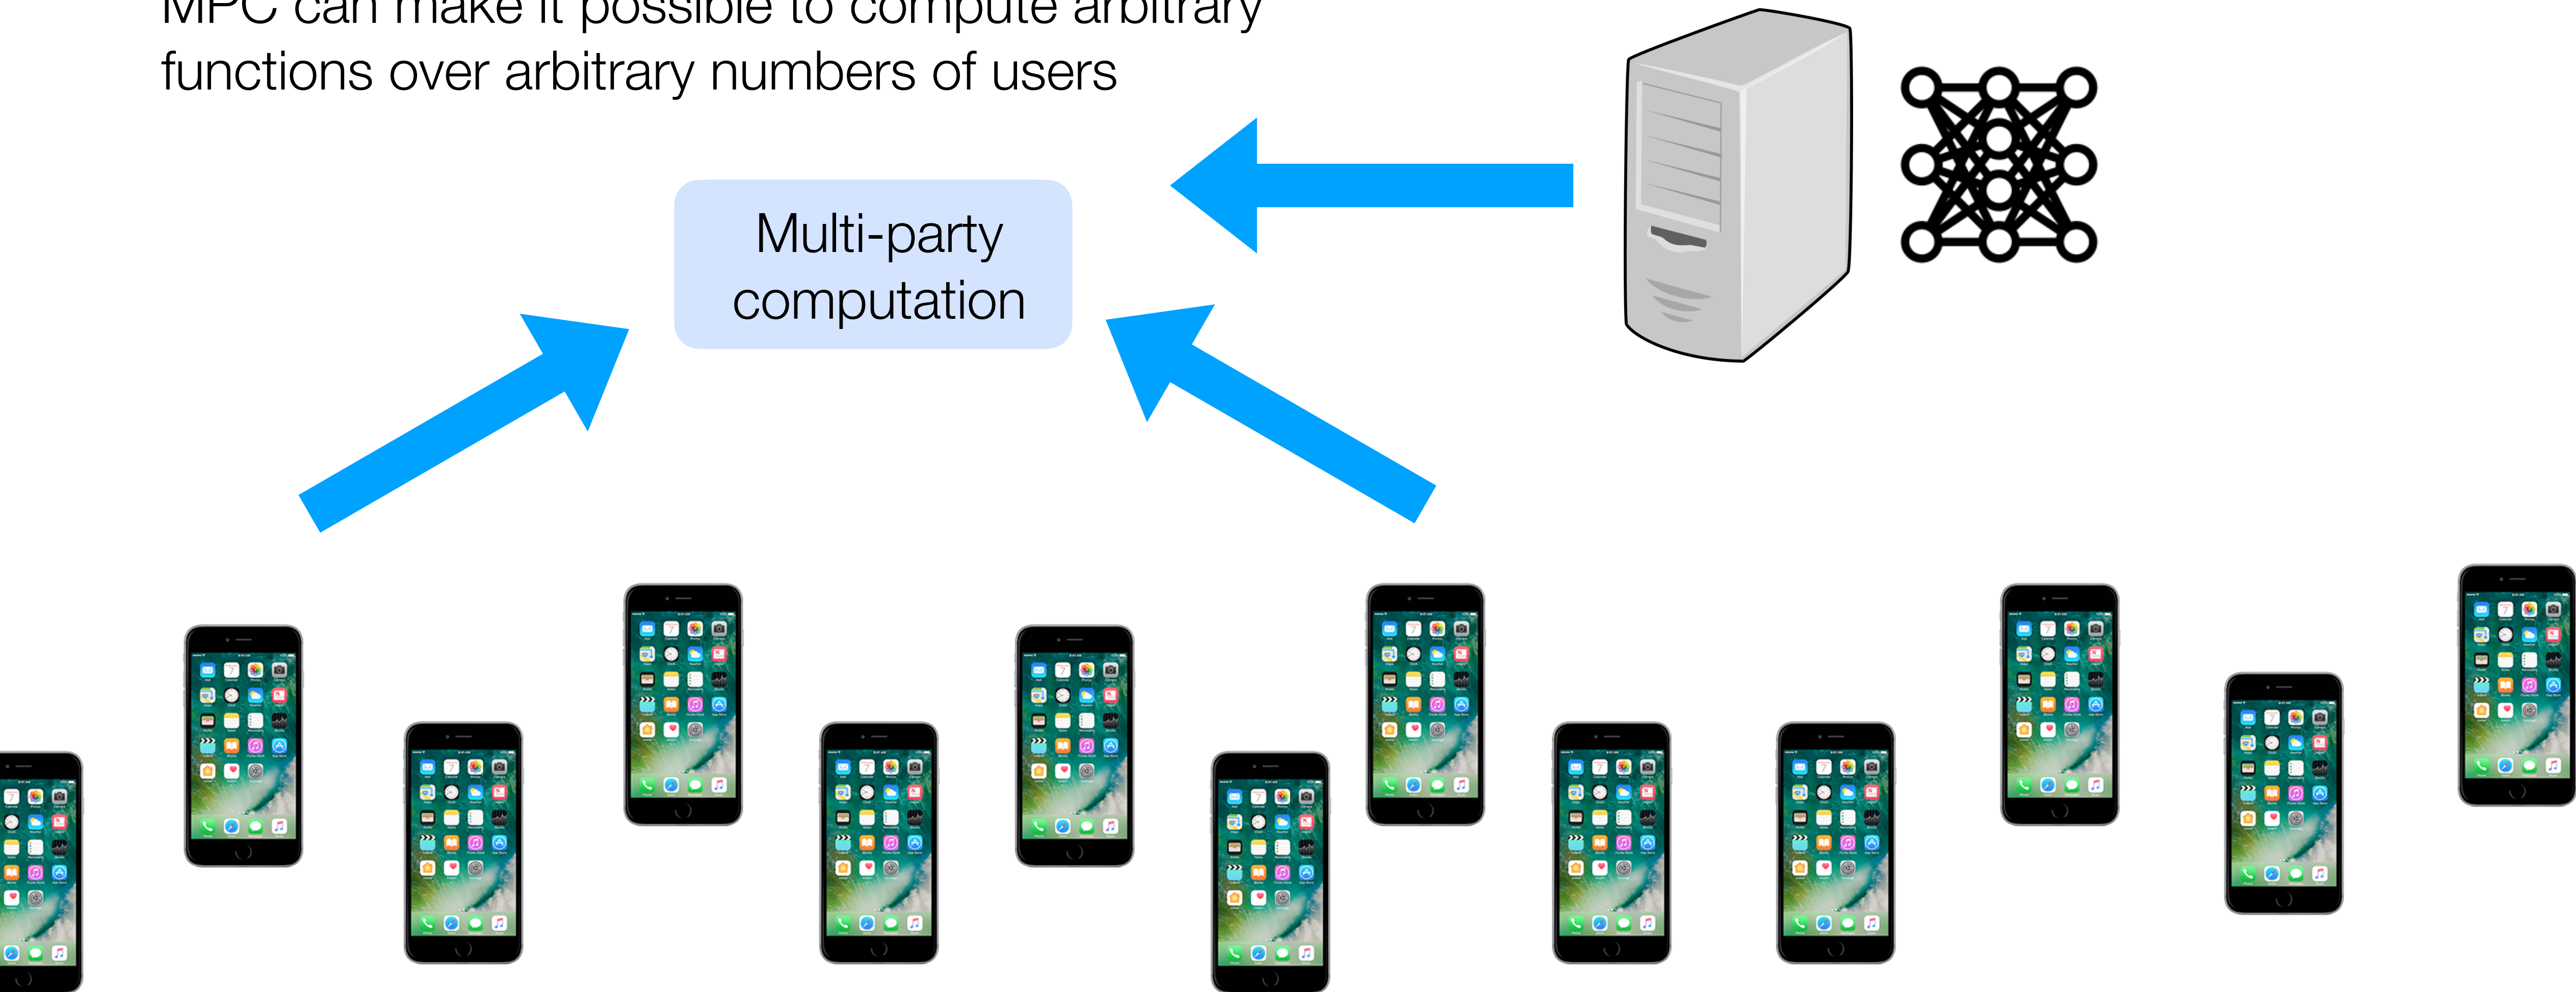 MPC can make it possible to compute arbitrary
functions over arbitrary numbers of users
Multi-party
computation